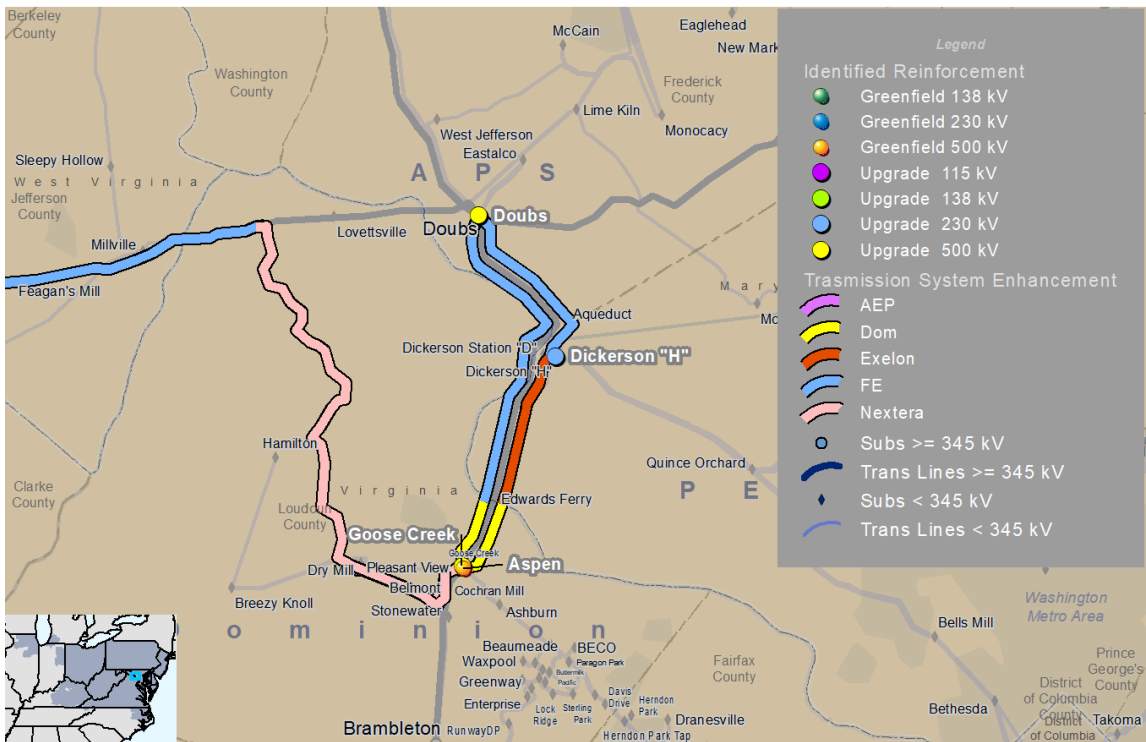 Berkeley
County
McCain
Eaglehead
New Mark
Washington
County
Frederick
County
Lime Kiln
Monocacy
West Jefferson
Eastalco
Sleepy Hollow
West Virginia
Jefferson
County
A P S
Doubs
Doubs
Lovettsville
Millville
Feagan's Mill
Aqueduct
Mary
Mc
Dickerson Station "D"
Dickerson "H"
Dickerson "H"
Hamilton
Quince Orchard
P E
Clarke
County
Virginia
Loudoun
County
Edwards Ferry
Goose Creek
Goose Creek
Aspen
Dry Mill
Pleasant View
Belmont
Cochran Mill
Stonewater
Breezy Knoll
Ashburn
o m i n i o n
Beaumeade
BECO
Waxpool
Paragon Park
Greenway
Buttermilk
Pacific
Enterprise
Lock
Ridge
Sterling
Park
Davis
Drive
Herndon
Park
Dranesville
Herndon Park Tap
Brambleton
RunwayDP
Fairfax
County
Washington
Metro Area
Bells Mill
Prince
George's
County
District
of Columbia
County
District
of Columbia
Bethesda
Takoma
Legend
Identified Reinforcement
Greenfield 138 kV
Greenfield 230 kV
Greenfield 500 kV
Upgrade 115 kV
Upgrade 138 kV
Upgrade 230 kV
Upgrade 500 kV
Trasmission System Enhancement
AEP
Dom
Exelon
FE
Nextera
Subs >= 345 kV
Trans Lines >= 345 kV
Subs < 345 kV
Trans Lines < 345 kV